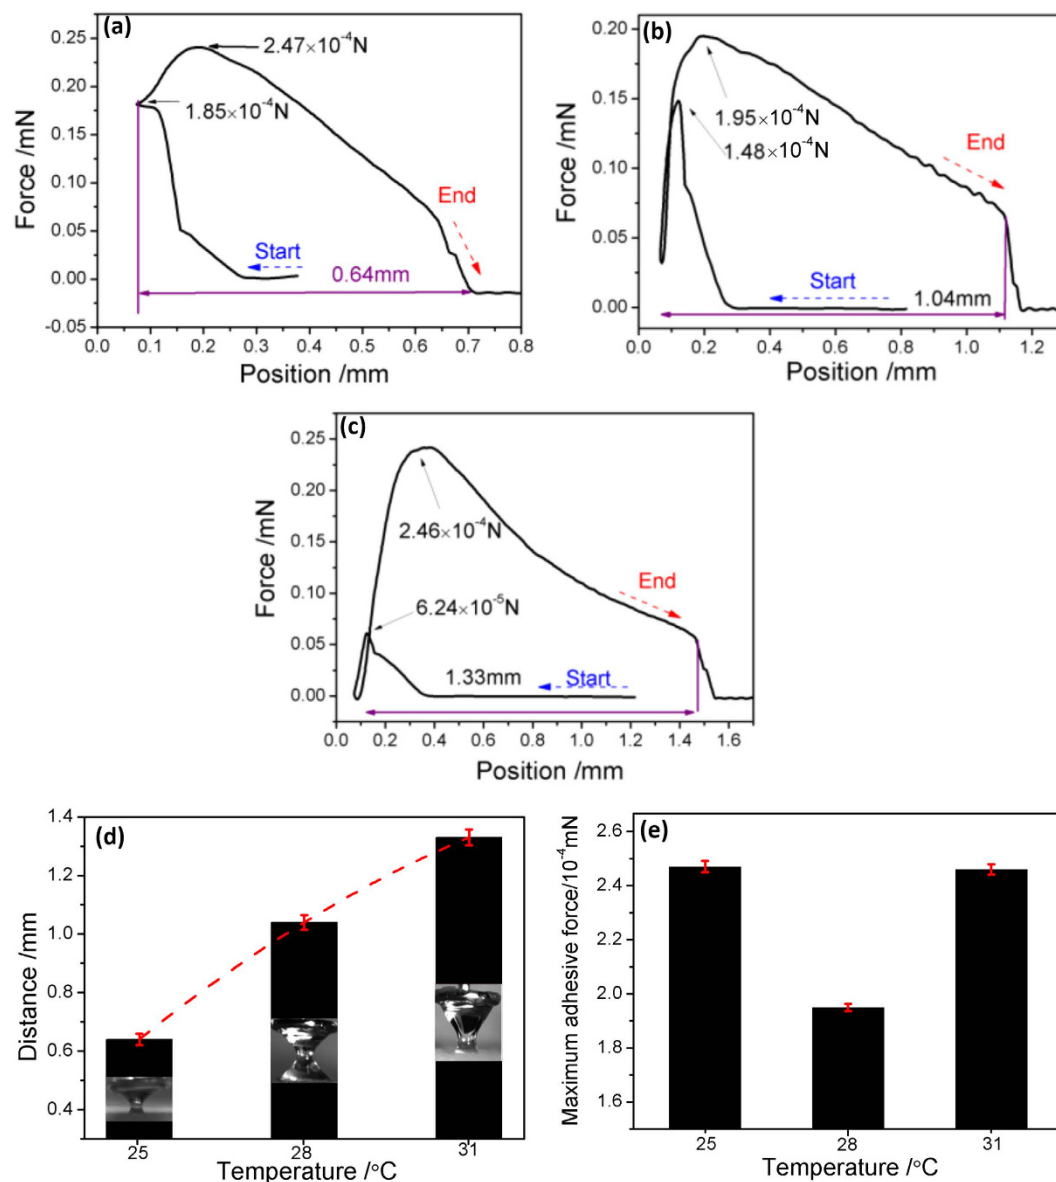 (a)
0.25
0.20
0.15
0.10
0.05
0.00
-0.05
Force /mN
2.47×10⁻⁴N
1.85×10⁻⁴N
End
Start
0.64mm
0.0 0.1 0.2 0.3 0.4 0.5 0.6 0.7 0.8
Position /mm
(b)
0.20
0.15
0.10
0.05
0.00
Force /mN
1.95×10⁻⁴N
1.48×10⁻⁴N
End
Start
1.04mm
0.0 0.2 0.4 0.6 0.8 1.0 1.2
Position /mm
(c)
0.25
0.20
0.15
0.10
0.05
0.00
Force /mN
2.46×10⁻⁴N
6.24×10⁻⁵N
End
1.33mm
Start
0.0 0.2 0.4 0.6 0.8 1.0 1.2 1.4 1.6
Position /mm
(d)
1.4
1.2
1.0
0.8
0.6
0.4
Distance /mm
25 28 31
Temperature /°C
(e)
2.6
2.4
2.2
2.0
1.8
1.6
Maximum adhesive force/10⁻⁴mN
25 28 31
Temperature /°C